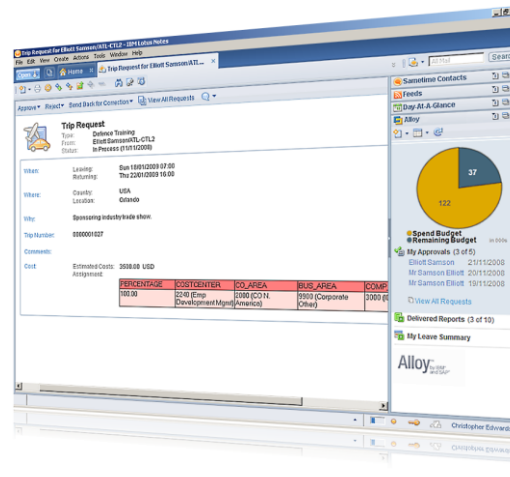 Trip Request for Elliott Samson/ATL-CTL2 - IBM Lotus Notes
File Edit View Create Actions Tools Window Help
Open
Home
Trip Request for Elliott Samson/ATL...
All Mail
Search
Approve Reject Send Back for Correction View All Requests
Trip Request
Type: Defence Training
From: Elliott Samson/ATL-CTL2
Status: In Process (11/11/2008)
When: Leaving: Sun 18/01/2009 07:00
Returning: Thu 22/01/2009 16:00
Where: Country: USA
Location: Orlando
Why: Sponsoring industry trade show.
Trip Number: 0000001027
Comments:
Cost: Estimated Costs: 3500.00 USD
Assignment:
PERCENTAGE COSTCENTER CO_AREA BUS_AREA COMP
100.00 2240 (Emp Development Mgmt) 2000 (CO N. America) 9900 (Corporate Other) 3000
Sametime Contacts
Feeds
Day-At-A-Glance
Alloy
37
122
Spend Budget
Remaining Budget in 000s
My Approvals (3 of 5)
Elliott Samson 21/11/2008
Mr Samson Elliott 20/11/2008
Mr Samson Elliott 19/11/2008
View All Requests
Delivered Reports (3 of 10)
My Leave Summary
Alloy by IBM and SAP
Christopher Edwards